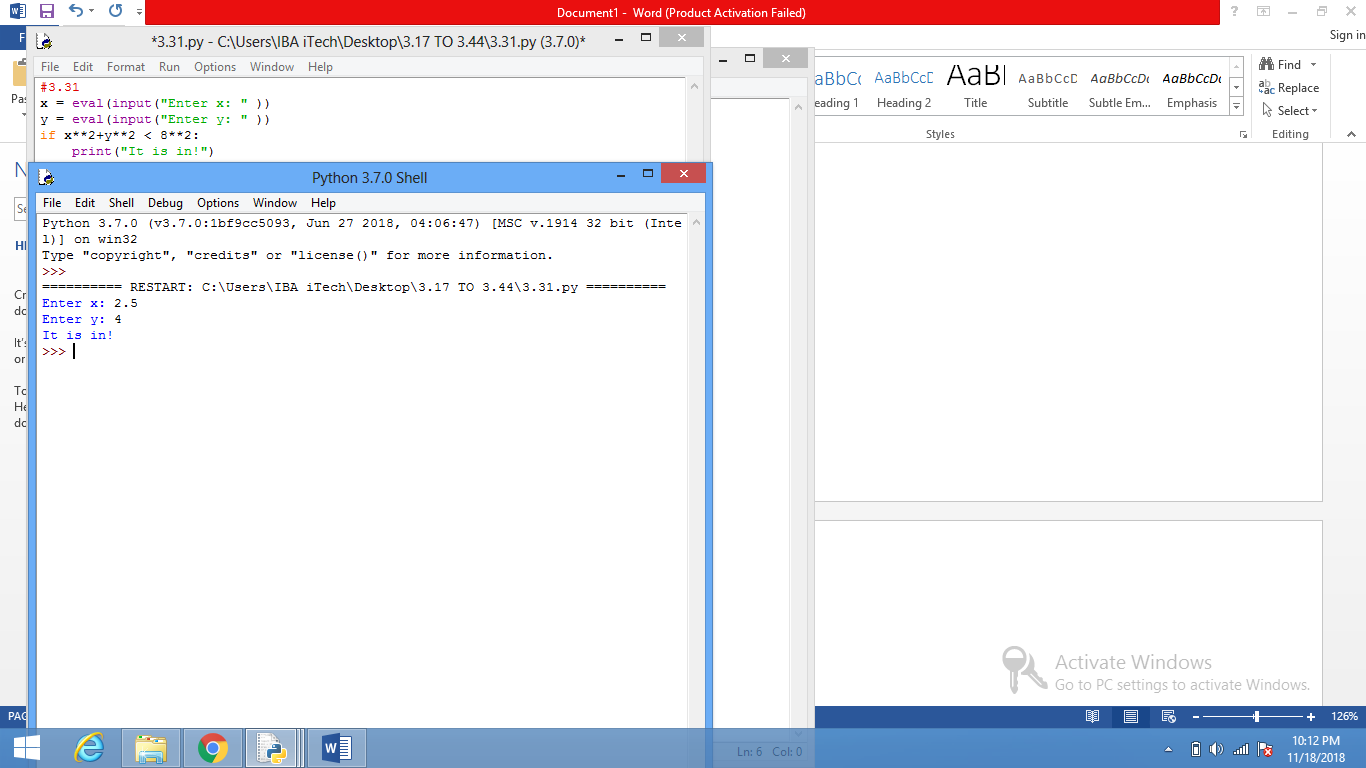 Document1 - Word (Product Activation Failed)
Sign in
*3.31.py - C:\Users\IBA iTech\Desktop\3.17 TO 3.44\3.31.py (3.7.0)*
File Edit Format Run Options Window Help
#3.31
x = eval(input("Enter x: " ))
y = eval(input("Enter y: " ))
if x**2+y**2 < 8**2:
    print("It is in!")
Python 3.7.0 Shell
File Edit Shell Debug Options Window Help
Python 3.7.0 (v3.7.0:1bf9cc5093, Jun 27 2018, 04:06:47) [MSC v.1914 32 bit (Inte
l)] on win32
Type "copyright", "credits" or "license()" for more information.
>>>
========== RESTART: C:\Users\IBA iTech\Desktop\3.17 TO 3.44\3.31.py ==========
Enter x: 2.5
Enter y: 4
It is in!
>>>
AaBbCcD AaBbCcDc AaBbCcDc
eading 1 Heading 2 Title Subtitle Subtle Em... Emphasis
Styles
Find
Replace
Select
Editing
Activate Windows
Go to PC settings to activate Windows.
126%
Ln: 6 Col: 0
10:12 PM
11/18/2018